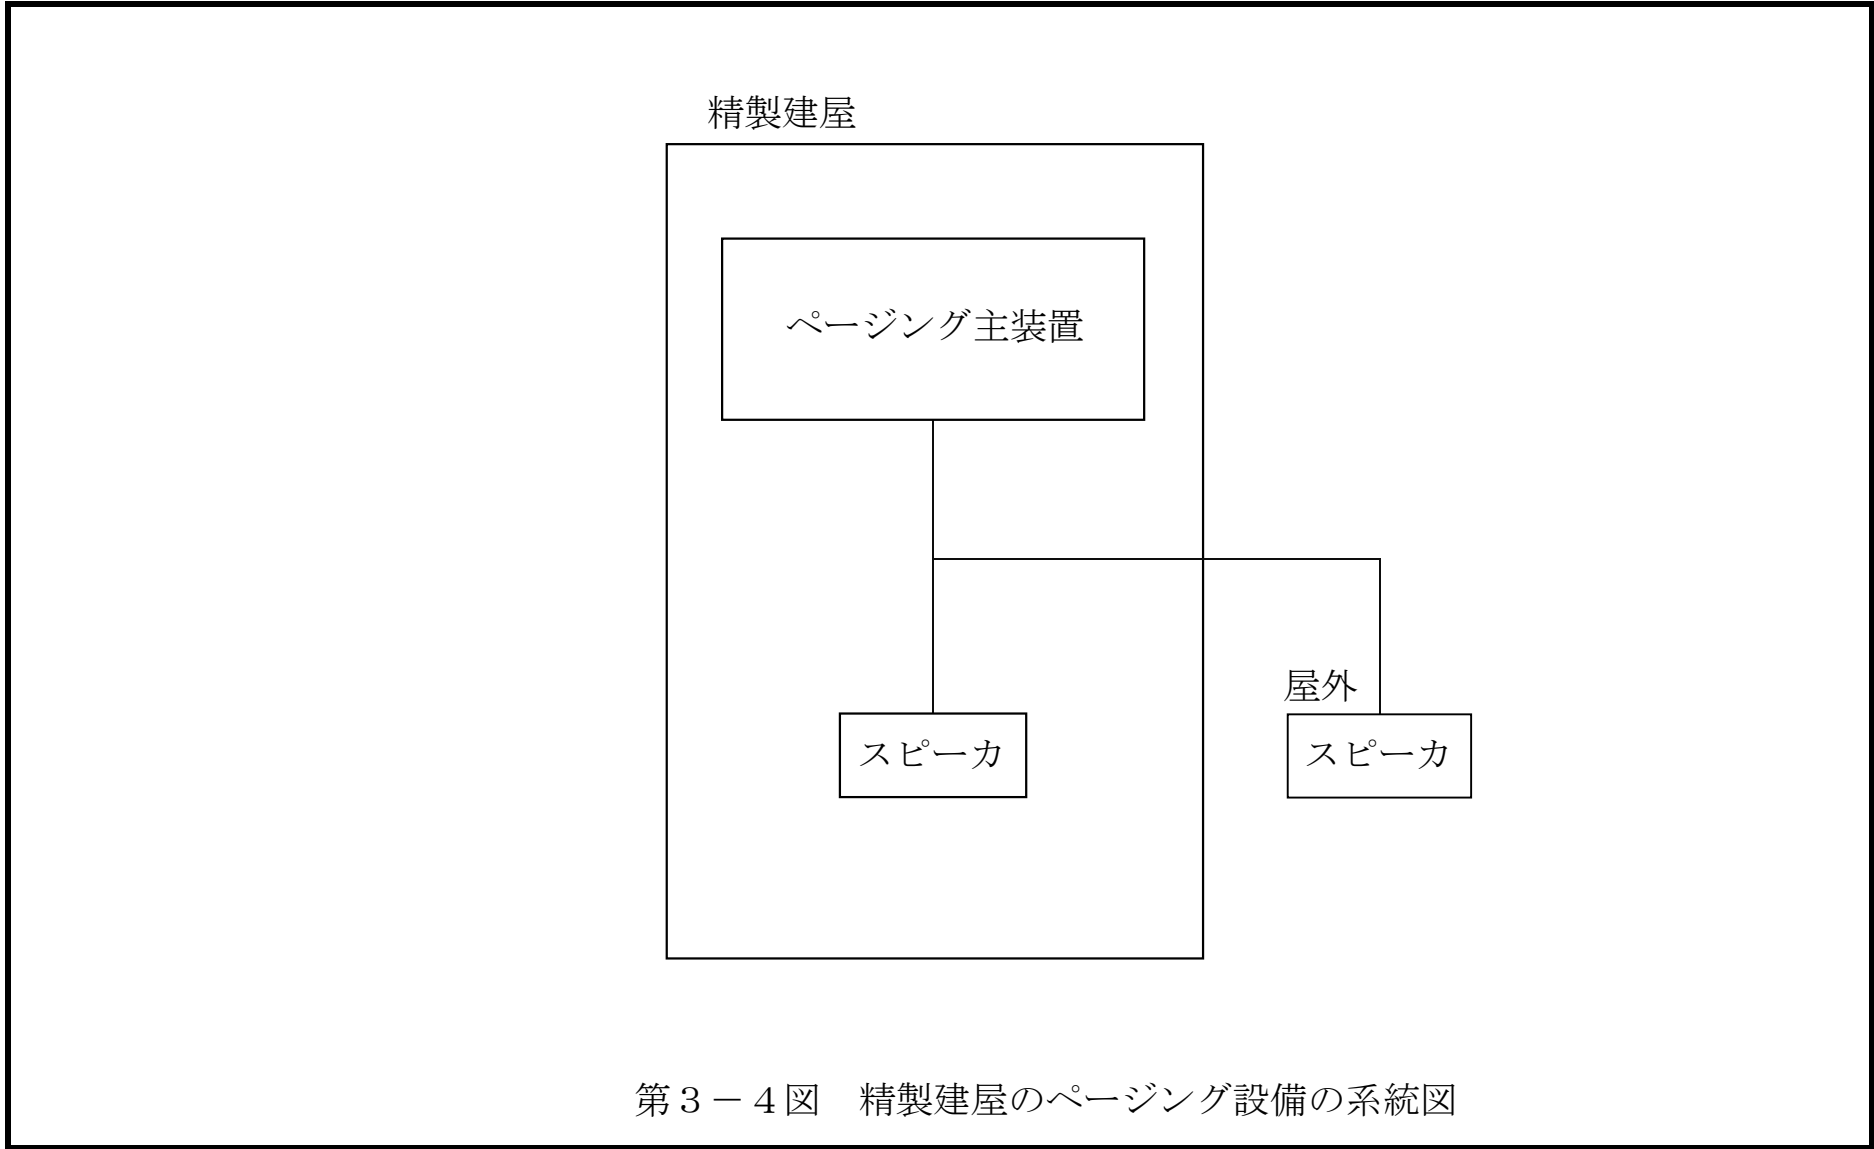 精製建屋
ページング主装置
屋外
スピーカ
スピーカ
第３－４図　精製建屋のページング設備の系統図